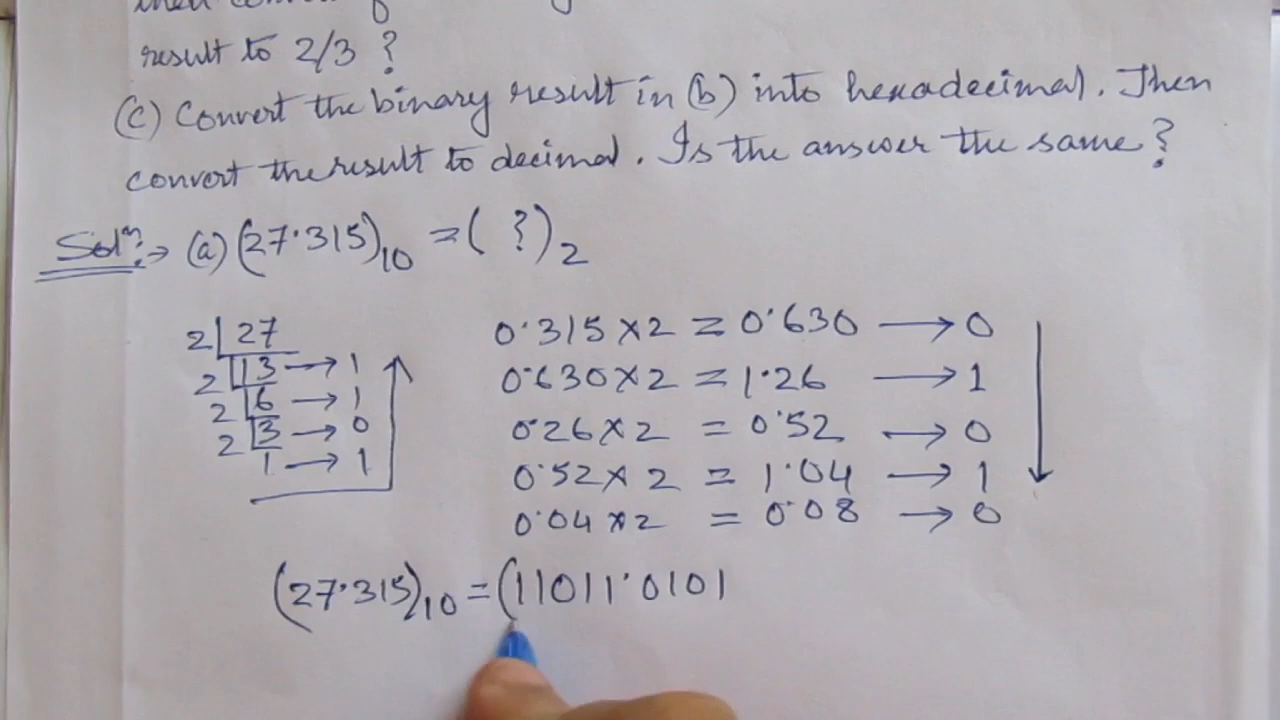 result to 2/3 ?
(c) Convert the binary result in (b) into hexadecimal. Then
convert the result to decimal. Is the answer the same?
Solⁿ:→ (a) (27.315)₁₀ = ( ? )₂
2 | 27
2 | 13 → 1
2 | 6 → 1
2 | 3 → 0
1 → 1
0.315 × 2 = 0.630 → 0
0.630 × 2 = 1.26 → 1
0.26 × 2 = 0.52 → 0
0.52 × 2 = 1.04 → 1
0.04 × 2 = 0.08 → 0
(27.315)₁₀ = (11011.0101